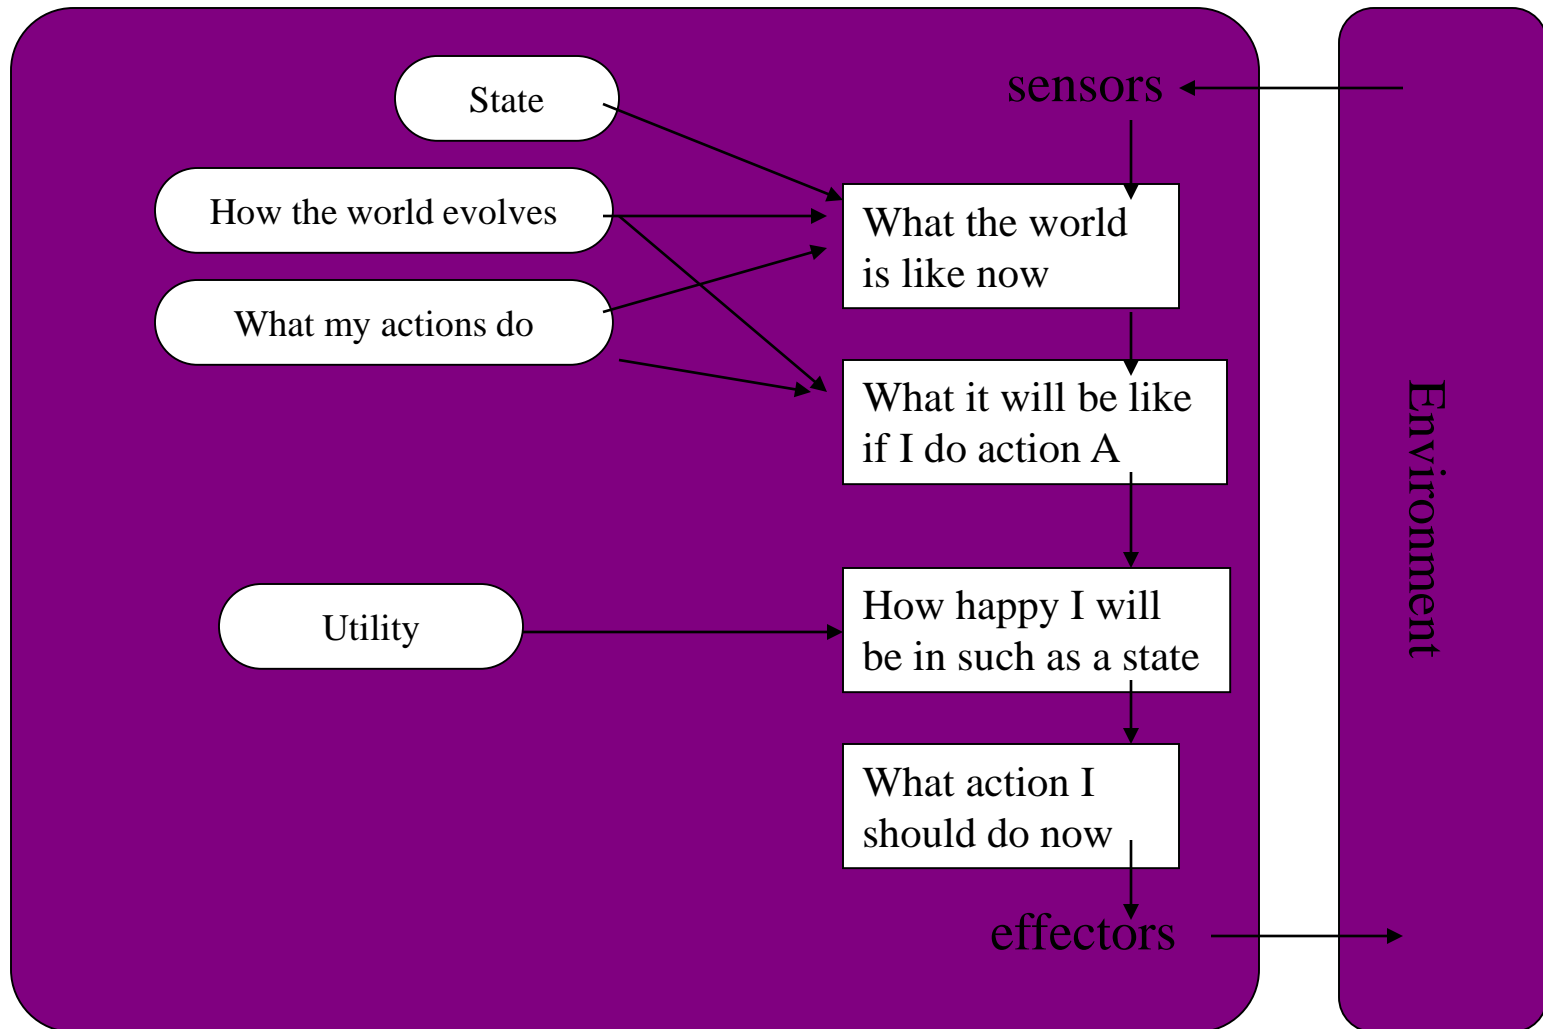 State
sensors
How the world evolves
What the world
is like now
What my actions do
What it will be like
if I do action A
Environment
Utility
How happy I will
be in such as a state
What action I
should do now
effectors